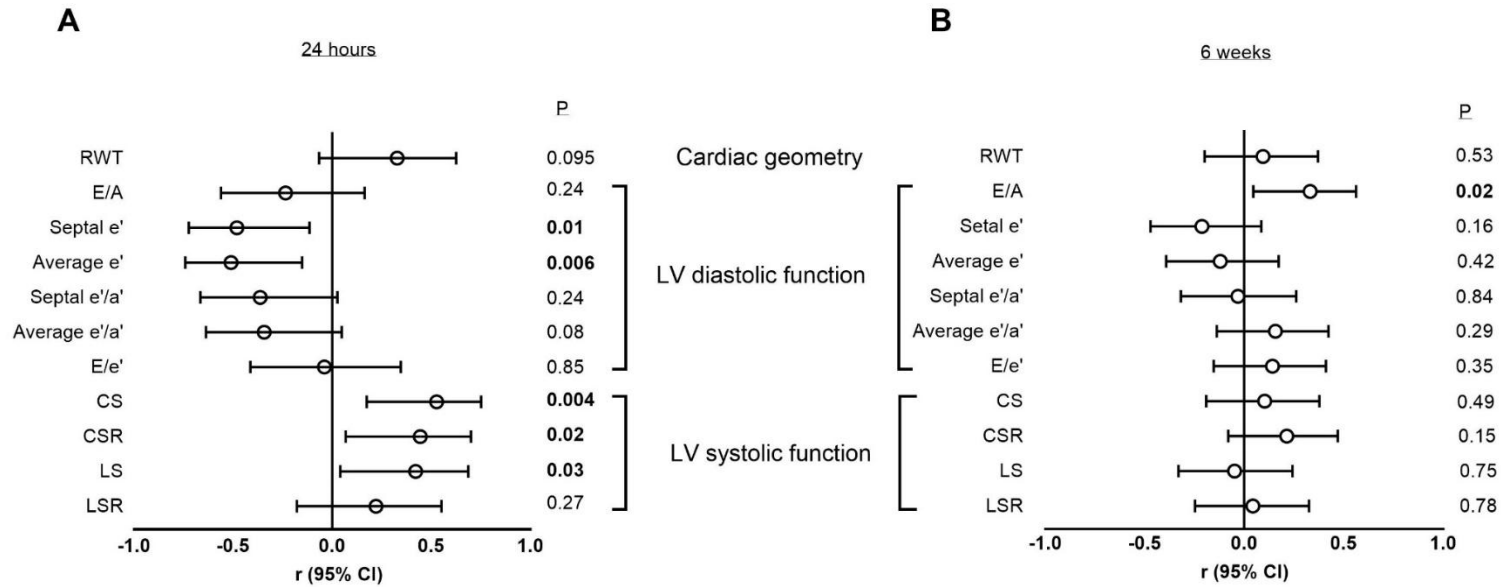 A
24 hours
P
RWT 0.095
E/A 0.24
Septal e' 0.01
Average e' 0.006
Septal e'/a' 0.24
Average e'/a' 0.08
E/e' 0.85
CS 0.004
CSR 0.02
LS 0.03
LSR 0.27
-1.0 -0.5 0.0 0.5 1.0
r (95% CI)
Cardiac geometry
LV diastolic function
LV systolic function
B
6 weeks
P
RWT 0.53
E/A 0.02
Setal e' 0.16
Average e' 0.42
Septal e'/a' 0.84
Average e'/a' 0.29
E/e' 0.35
CS 0.49
CSR 0.15
LS 0.75
LSR 0.78
-1.0 -0.5 0.0 0.5 1.0
r (95% CI)